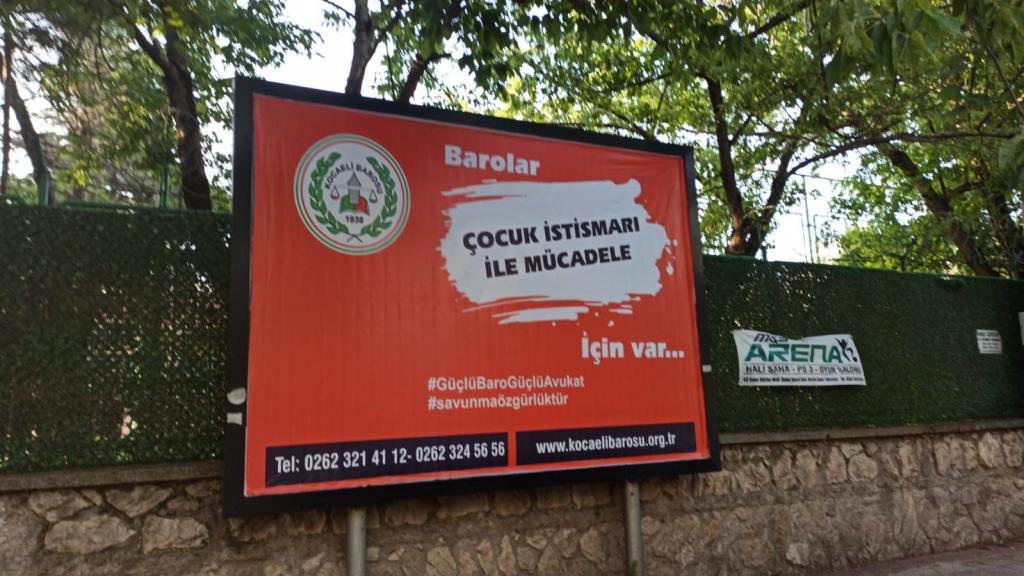 KOCAELİ BAROSU
1938
Barolar
ÇOCUK İSTİSMARI
İLE MÜCADELE
İçin var...
#GüçlüBaroGüçlüAvukat
#savunmaözgürlüktür
Tel: 0262 321 41 12- 0262 324 56 56
www.kocaelibarosu.org.tr
ARENA
HALI SAHA - PS 3 - OYUN SALONU